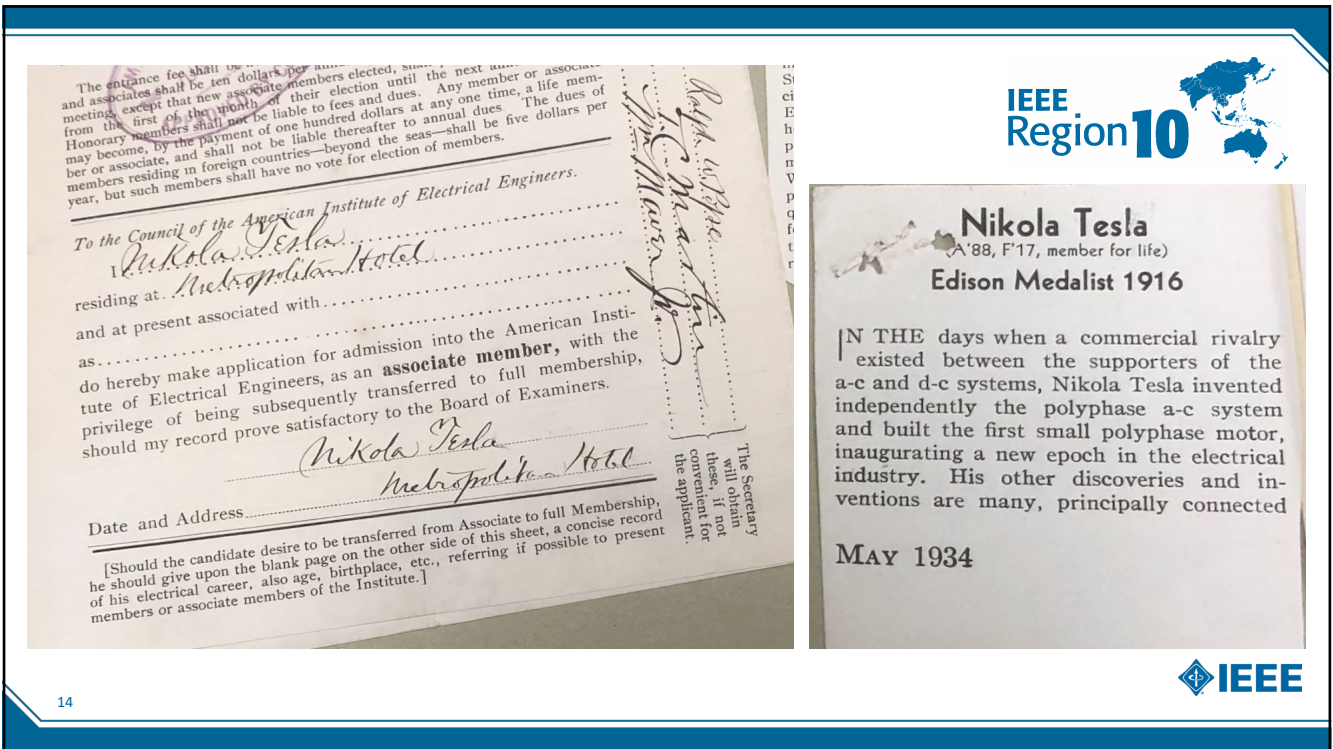 The entrance fee shall be
and associates shall be ten dollars per
meeting, except that new associate members elected,
from the first of the month of their election until the next
Honorary members shall not be liable to fees and dues. Any member or associate
may become, by the payment of one hundred dollars at any one time, a life mem-
ber or associate, and shall not be liable thereafter to annual dues. The dues of
members residing in foreign countries—beyond the seas—shall be five dollars per
year, but such members shall have no vote for election of members.
To the Council of the American Institute of Electrical Engineers.
I Nikola Tesla
residing at Metropolitan Hotel
and at present associated with
as
do hereby make application for admission into the American Insti-
tute of Electrical Engineers, as an associate member, with the
privilege of being subsequently transferred to full membership,
should my record prove satisfactory to the Board of Examiners.
Nikola Tesla
Metropolitan Hotel
Date and Address
[Should the candidate desire to be transferred from Associate to full Membership,
he should give upon the blank page on the other side of this sheet, a concise record
of his electrical career, also age, birthplace, etc., referring if possible to present
members or associate members of the Institute.]
Ralph W. Pope
T. C. Martin
Wm Maver Jr
The Secretary
will obtain
these, if not
convenient for
the applicant.
IEEE
Region 10
Nikola Tesla
(A'88, F'17, member for life)
Edison Medalist 1916
IN THE days when a commercial rivalry
existed between the supporters of the
a-c and d-c systems, Nikola Tesla invented
independently the polyphase a-c system
and built the first small polyphase motor,
inaugurating a new epoch in the electrical
industry. His other discoveries and in-
ventions are many, principally connected
MAY 1934
IEEE
14